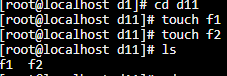 [root@localhost d1]# cd d11
[root@localhost d11]# touch f1
[root@localhost d11]# touch f2
[root@localhost d11]# ls
f1  f2